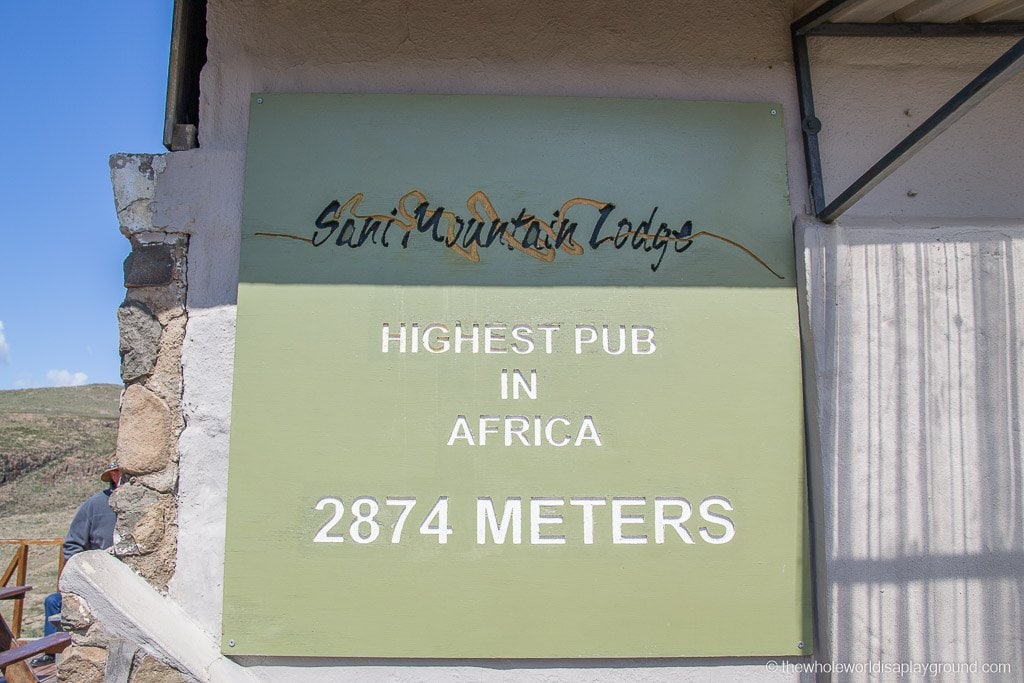 Sani Mountain Lodge
HIGHEST PUB
IN
AFRICA
2874 METERS
© thewholeworldisaplayground.com